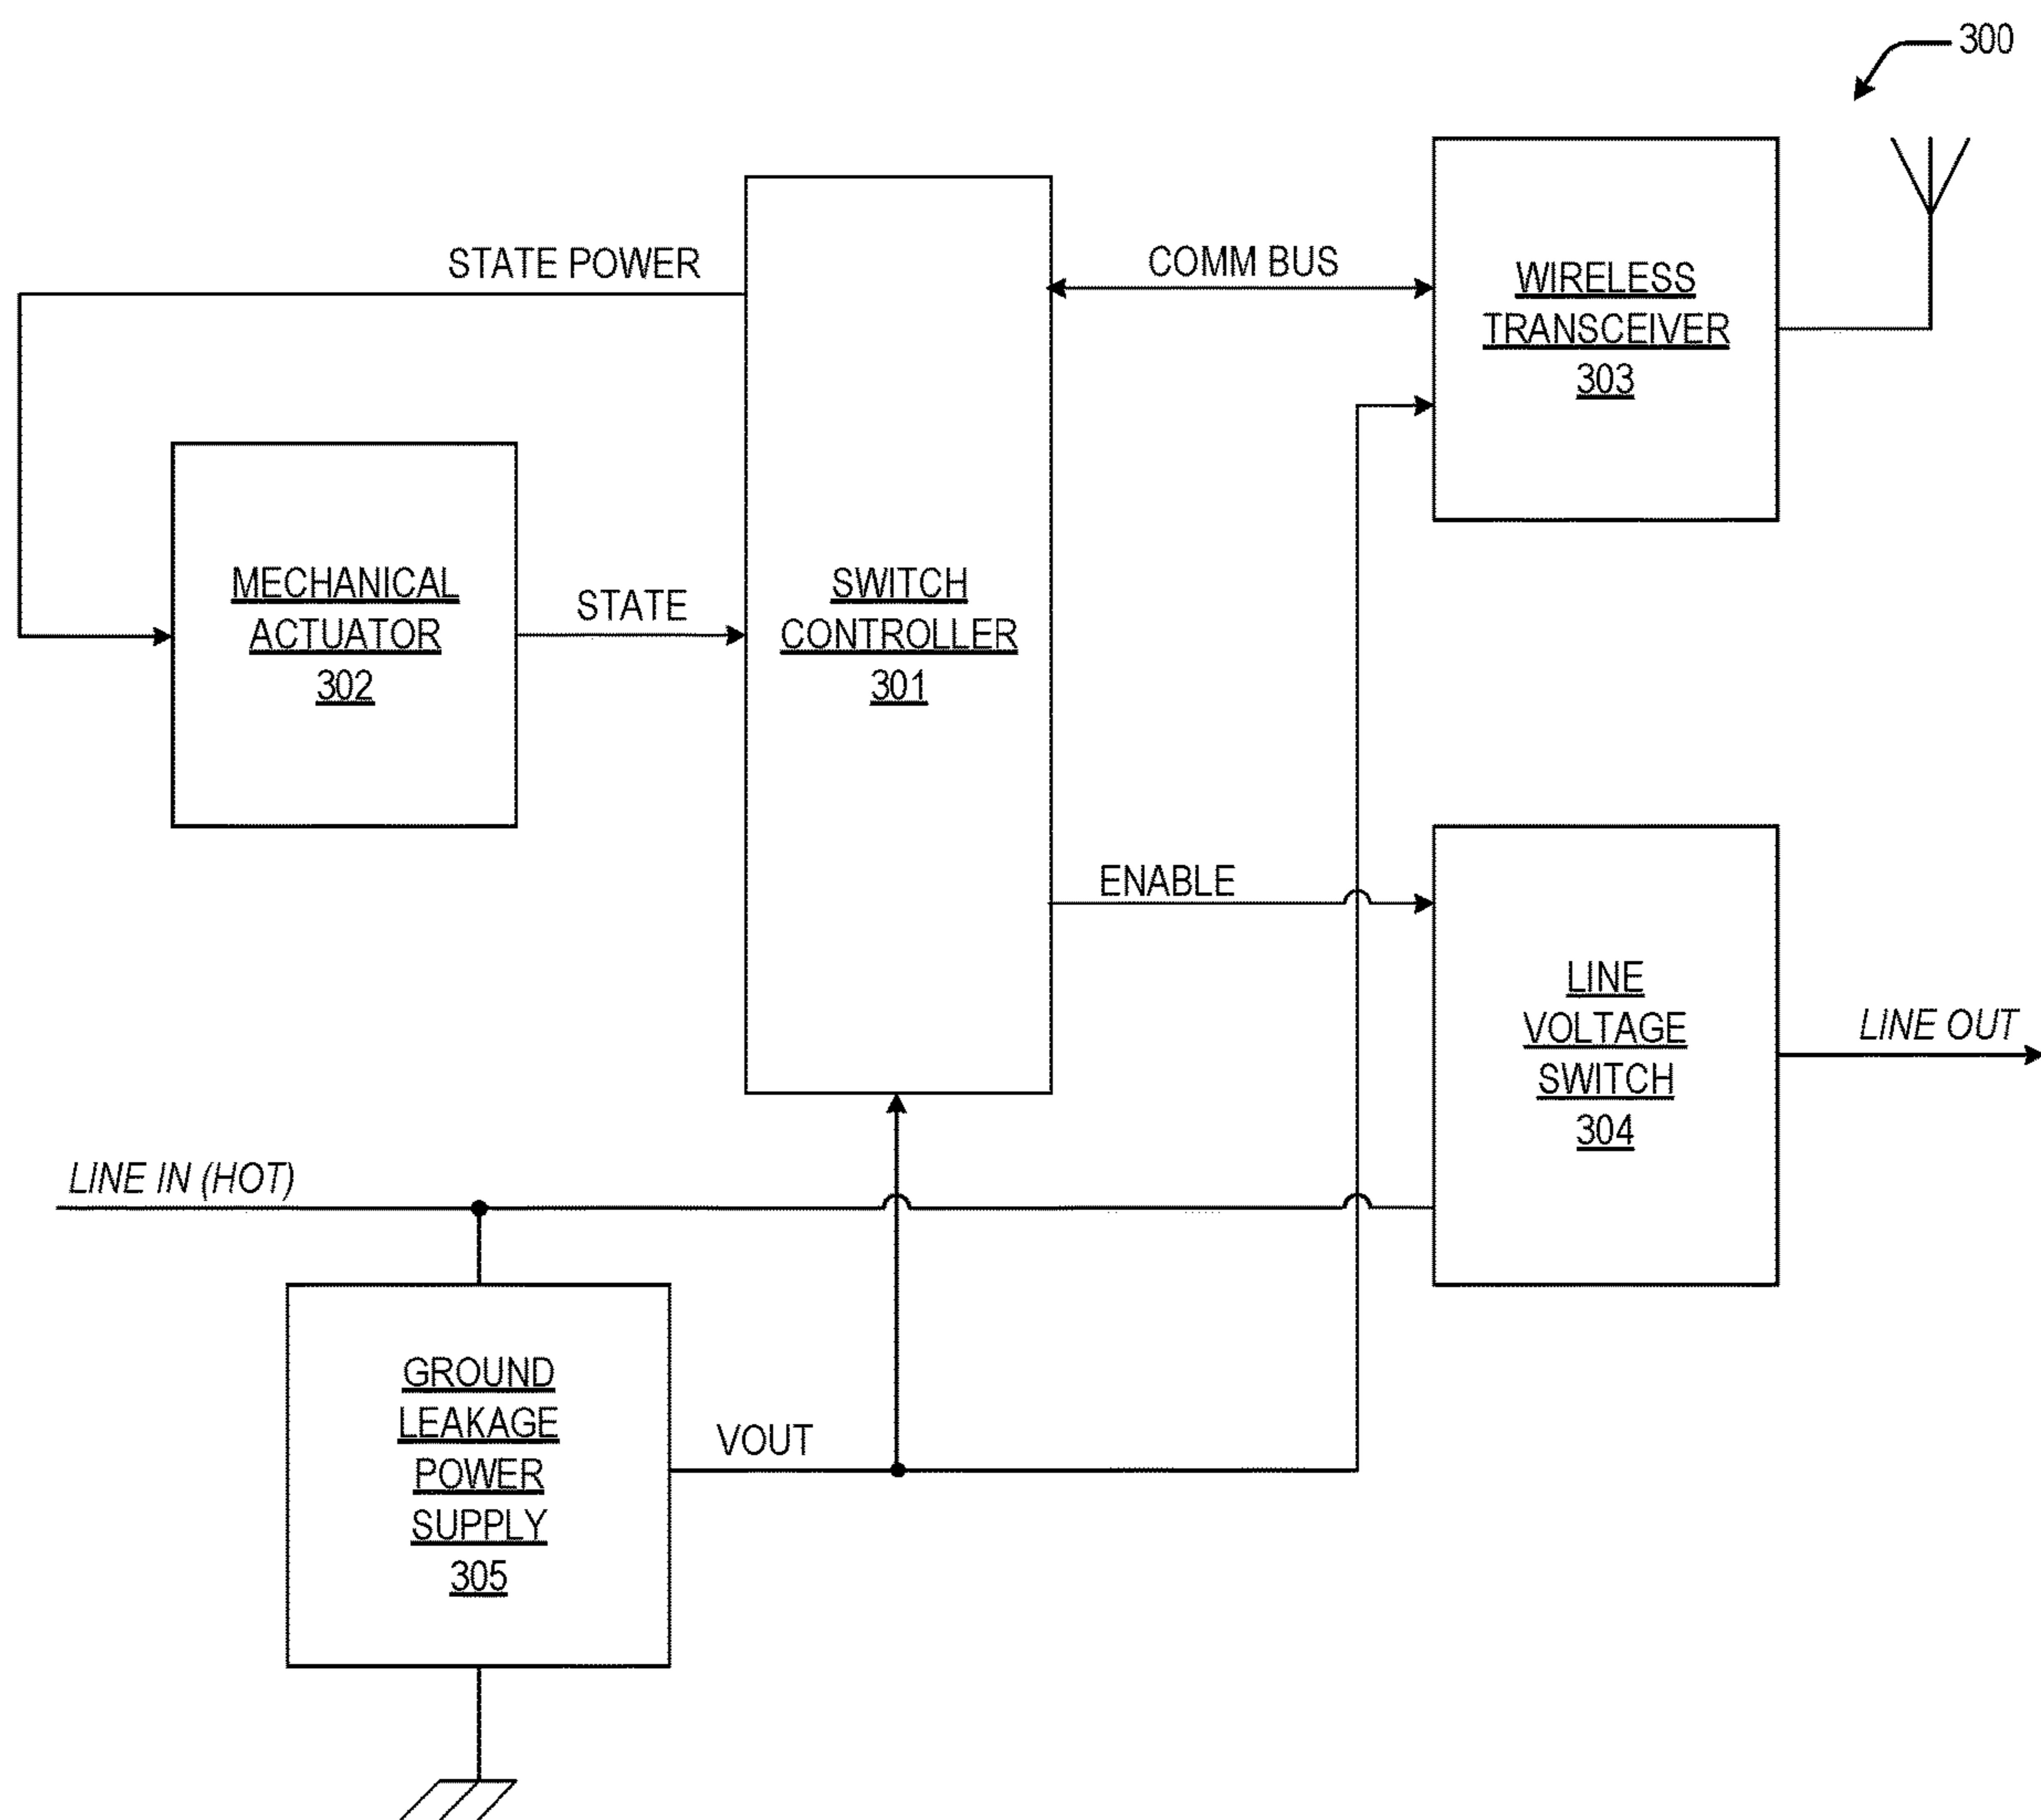 300
STATE POWER
COMM BUS
WIRELESS
TRANSCEIVER
303
MECHANICAL
ACTUATOR
302
STATE
SWITCH
CONTROLLER
301
ENABLE
LINE
VOLTAGE
SWITCH
304
LINE OUT
LINE IN (HOT)
GROUND
LEAKAGE
POWER
SUPPLY
305
VOUT